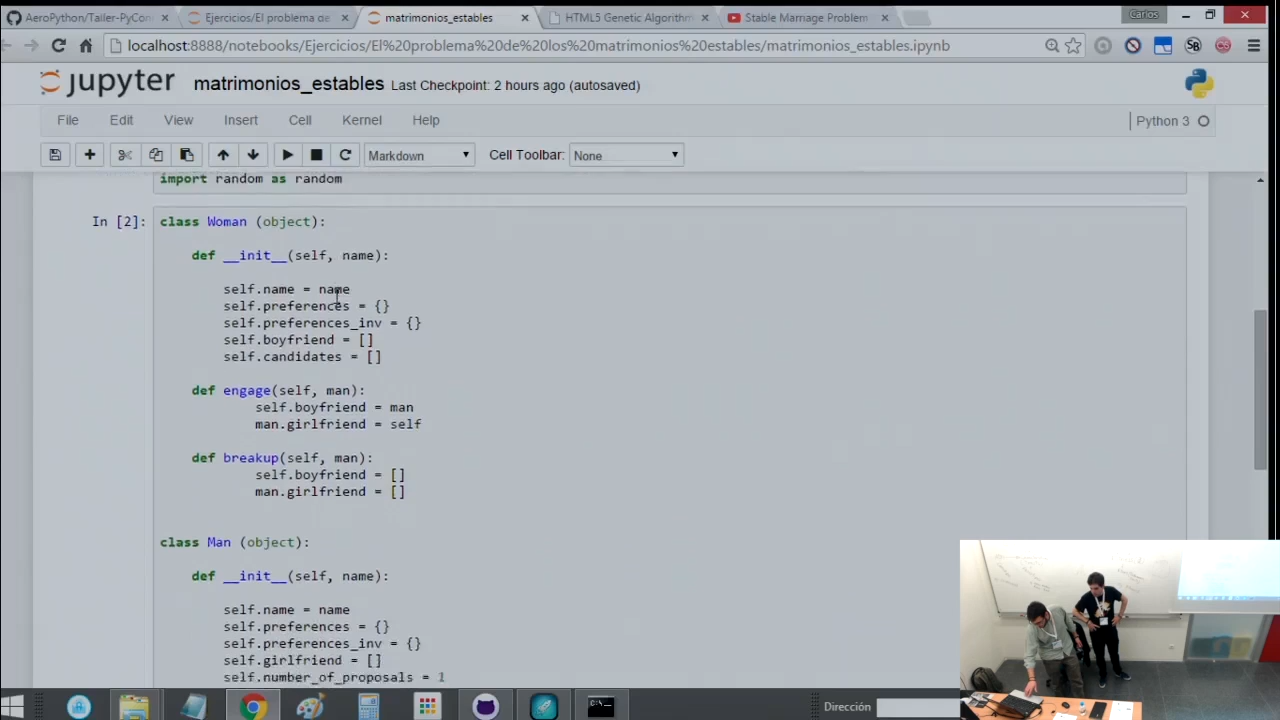 AeroPython/Taller-PyCon
Ejercicios/El problema de
matrimonios_estables
HTML5 Genetic Algorithm
Stable Marriage Problem
Carlos
localhost:8888/notebooks/Ejercicios/El%20problema%20de%20los%20matrimonios%20estables/matrimonios_estables.ipynb
jupyter matrimonios_estables Last Checkpoint: 2 hours ago (autosaved)
File Edit View Insert Cell Kernel Help Python 3
Markdown Cell Toolbar: None
import random as random
In [2]: class Woman (object):
def __init__(self, name):
self.name = name
self.preferences = {}
self.preferences_inv = {}
self.boyfriend = []
self.candidates = []
def engage(self, man):
self.boyfriend = man
man.girlfriend = self
def breakup(self, man):
self.boyfriend = []
man.girlfriend = []
class Man (object):
def __init__(self, name):
self.name = name
self.preferences = {}
self.preferences_inv = {}
self.girlfriend = []
self.number_of_proposals = 1
Dirección